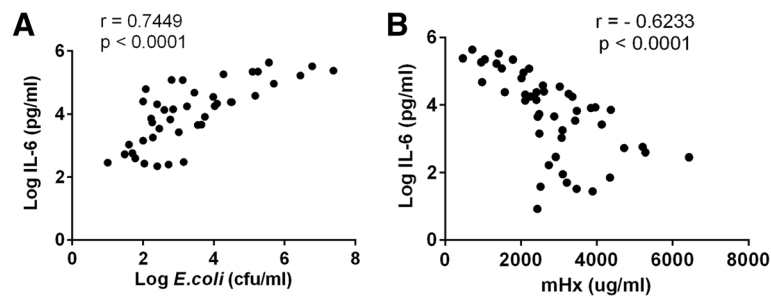 A
r = 0.7449
p < 0.0001
Log IL-6 (pg/ml)
6
4
2
0
0 2 4 6 8
Log E.coli (cfu/ml)
B
r = - 0.6233
p < 0.0001
Log IL-6 (pg/ml)
6
4
2
0
0 2000 4000 6000 8000
mHx (ug/ml)